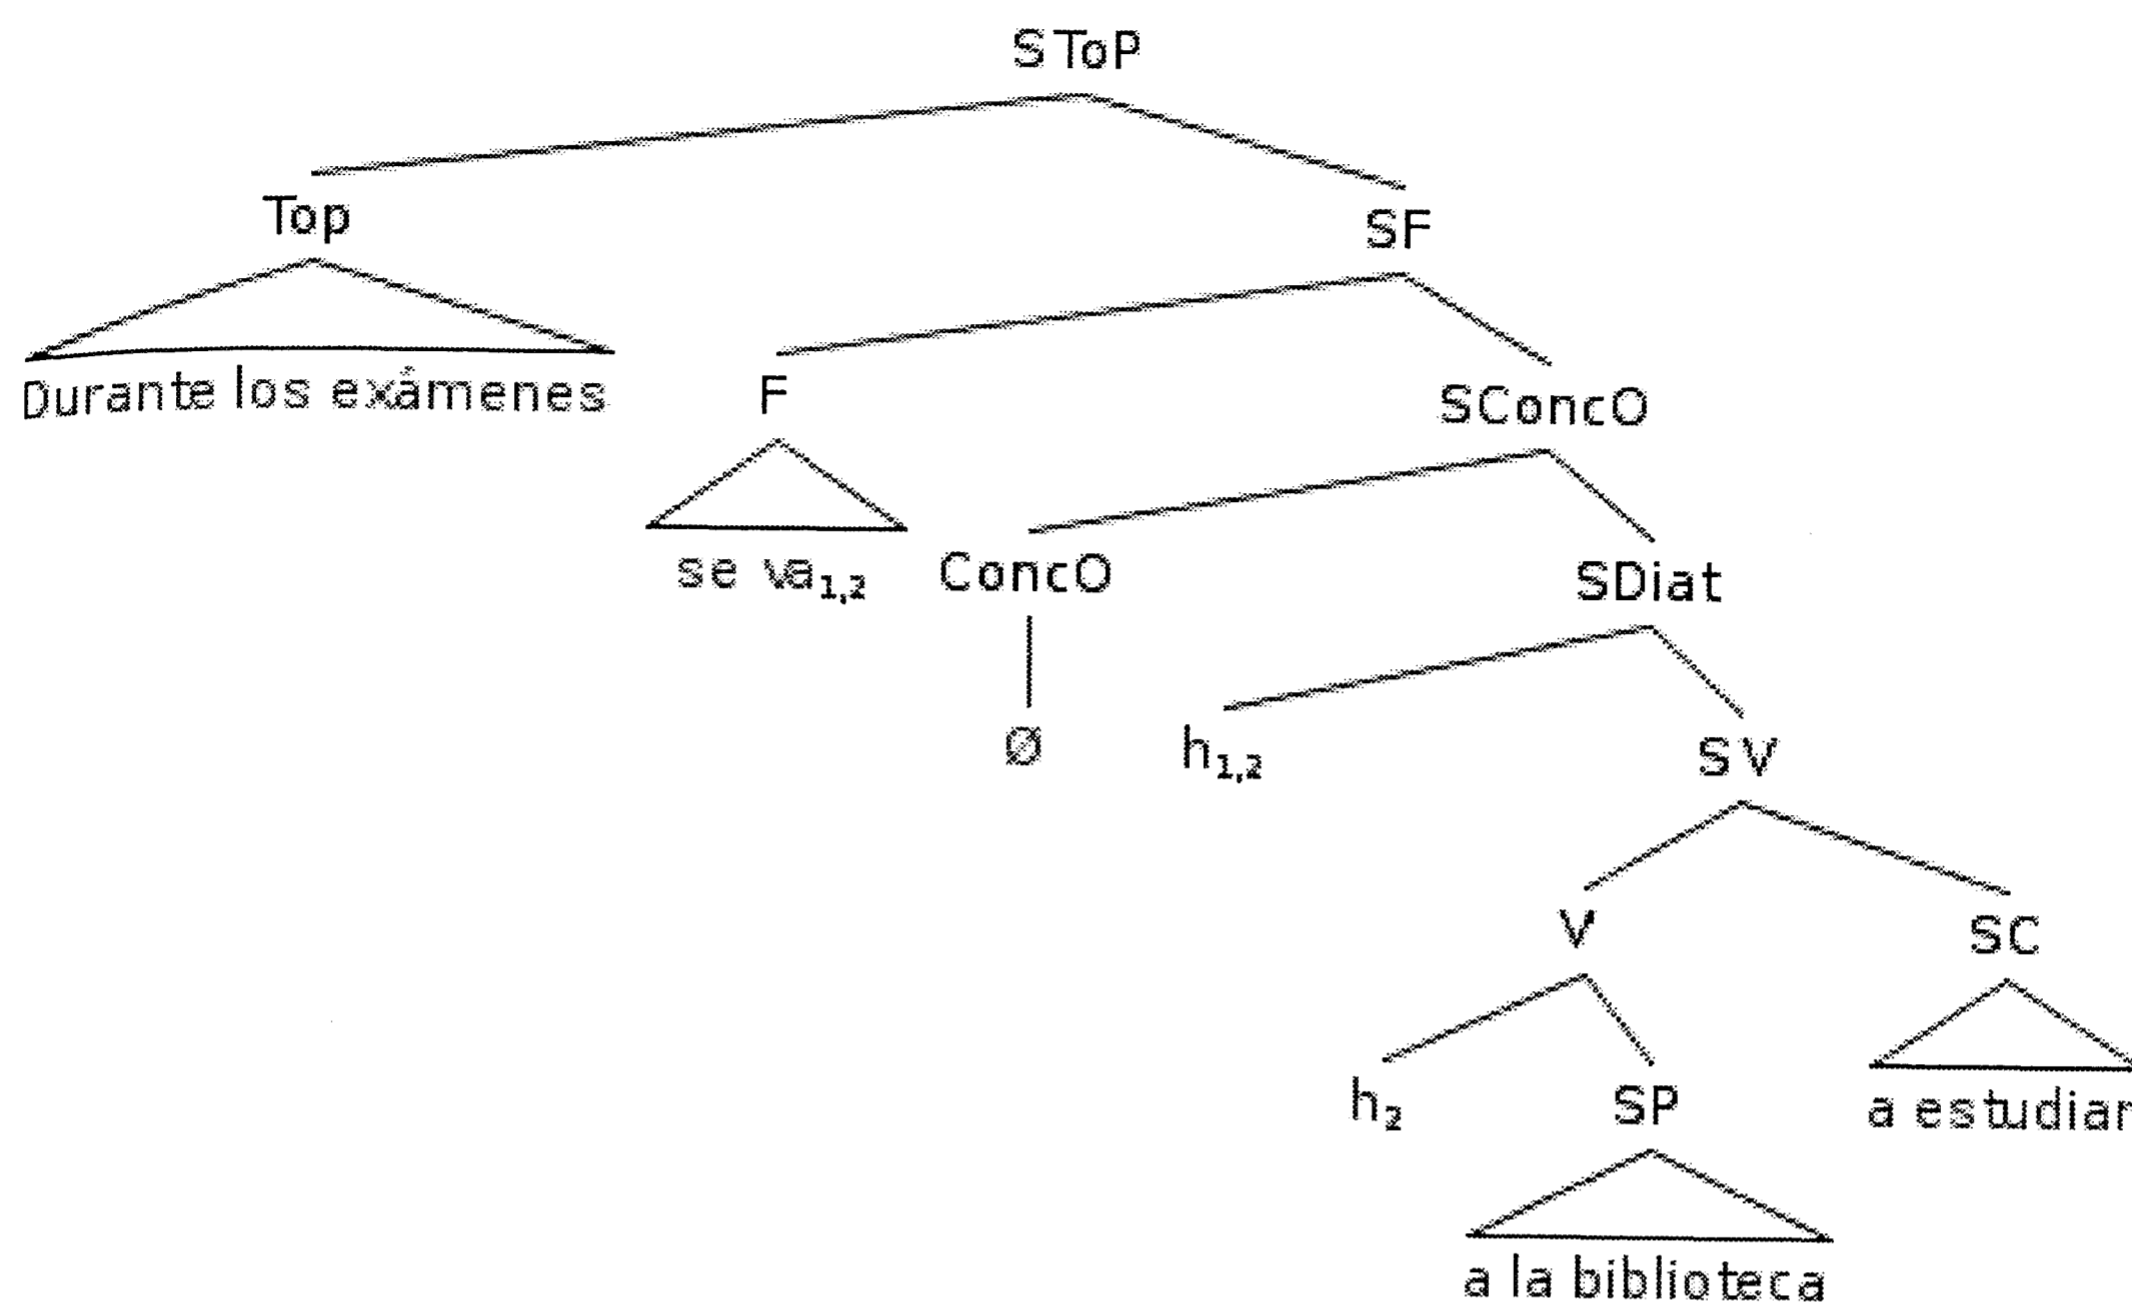 SToP
Top
SF
Durante los exámenes
F
SConcO
se va1,2
ConcO
SDiat
Ø
h1,2
SV
V
SC
h2
SP
a estudiar
a la biblioteca